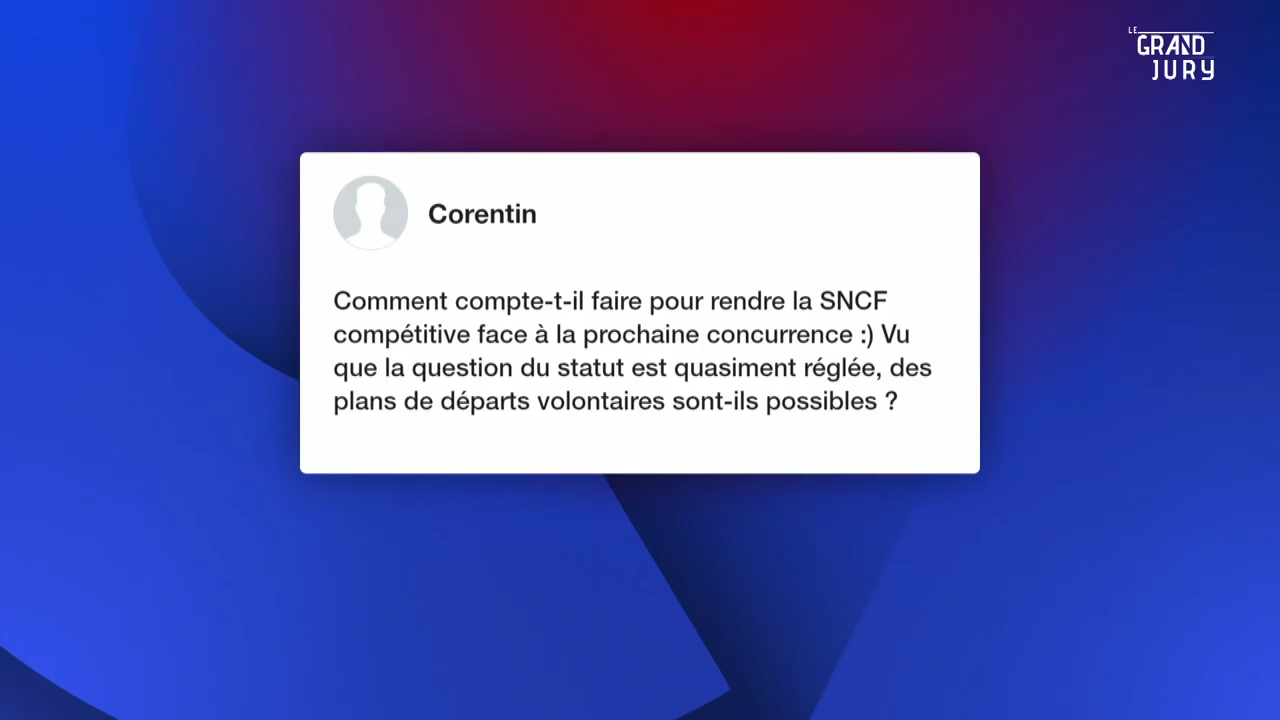 LE
GRAND
JURY
Corentin
Comment compte-t-il faire pour rendre la SNCF
compétitive face à la prochaine concurrence :) Vu
que la question du statut est quasiment réglée, des
plans de départs volontaires sont-ils possibles ?